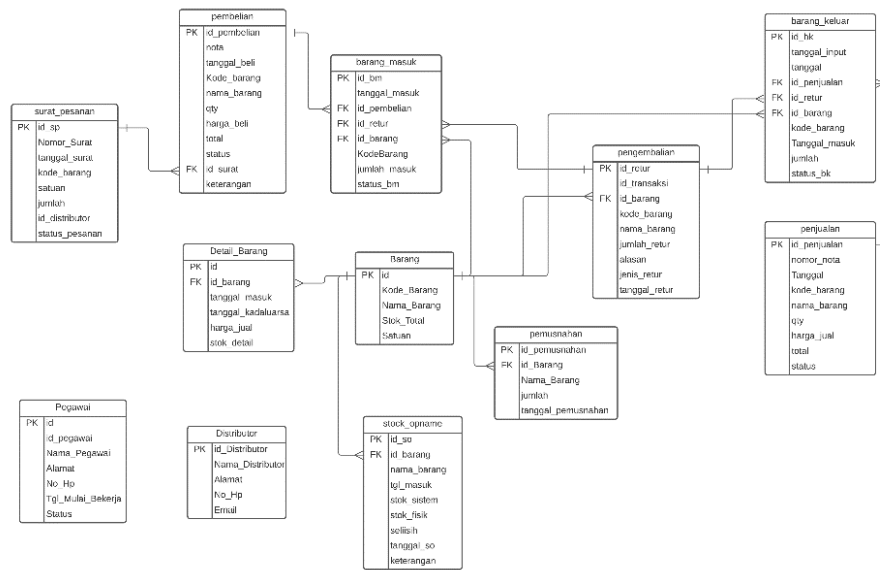 surat_pesanan
PK id_sp
Nomor_Surat
tanggal_surat
kode_barang
satuan
jumlah
id_distributor
status_pesanan
pembelian
PK id_pembelian
nota
tanggal_beli
Kode_barang
nama_barang
qty
harga_beli
total
status
FK id_surat
keterangan
barang_masuk
PK id_bm
tanggal_masuk
FK id_pembelian
FK id_retur
FK id_barang
KodeBarang
jumlah_masuk
status_bm
pengembalian
PK id_retur
id_transaksi
FK id_barang
kode_barang
nama_barang
jumlah_retur
alasan
jenis_retur
tanggal_retur
barang_keluar
PK id_bk
tanggal_input
tanggal
FK id_penjualan
FK id_retur
FK id_barang
kode_barang
Tanggal_masuk
jumlah
status_bk
penjualan
PK id_penjualan
nomor_nota
Tanggal
kode_barang
nama_barang
qty
harga_jual
total
status
Detail_Barang
PK id
FK id_barang
tanggal_masuk
tanggal_kadaluarsa
harga_jual
stok_detail
Barang
PK id
Kode_Barang
Nama_Barang
Stok_Total
Satuan
pemusnahan
PK id_pemusnahan
FK id_Barang
Nama_Barang
jumlah
tanggal_pemusnahan
Pegawai
PK id
id_pegawai
Nama_Pegawai
Alamat
No_Hp
Tgl_Mulai_Bekerja
Status
Distributor
PK id_Distributor
Nama_Distributor
Alamat
No_Hp
Email
stock_opname
PK id_so
FK id_barang
nama_barang
tgl_masuk
stok_sistem
stok_fisik
seliisih
tanggal_so
keterangan